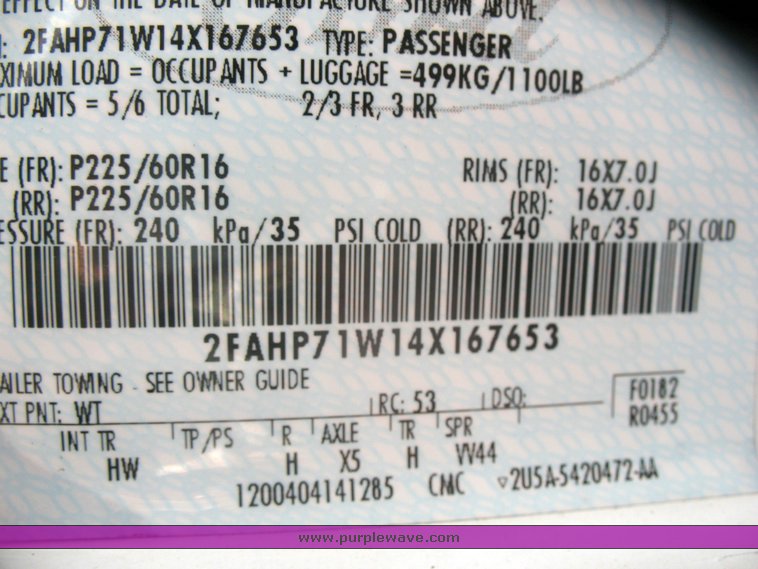 EFFECT ON THE DATE OF MANUFACTURE SHOWN ABOVE.
: 2FAHP71W14X167653 TYPE: PASSENGER
XIMUM LOAD = OCCUPANTS + LUGGAGE =499KG/1100LB
CUPANTS = 5/6 TOTAL; 2/3 FR, 3 RR
E (FR): P225/60R16 RIMS (FR): 16X7.0J
(RR): P225/60R16 (RR): 16X7.0J
ESSURE (FR): 240 kPa/35 PSI COLD (RR): 240 kPa/35 PSI COLD
2FAHP71W14X167653
AILER TOWING - SEE OWNER GUIDE
XT PNT: WT RC: 53 DSO: F0182
R0455
INT TR TP/PS R AXLE TR SPR
HW H X5 H VV44
1200404141285 CMC ▽2U5A-5420472-AA
www.purplewave.com